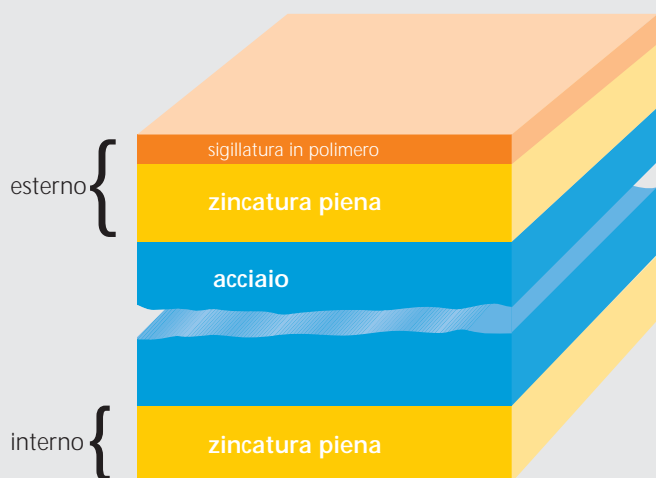 sigillatura in polimero
esterno
zincatura piena
acciaio
interno
zincatura piena